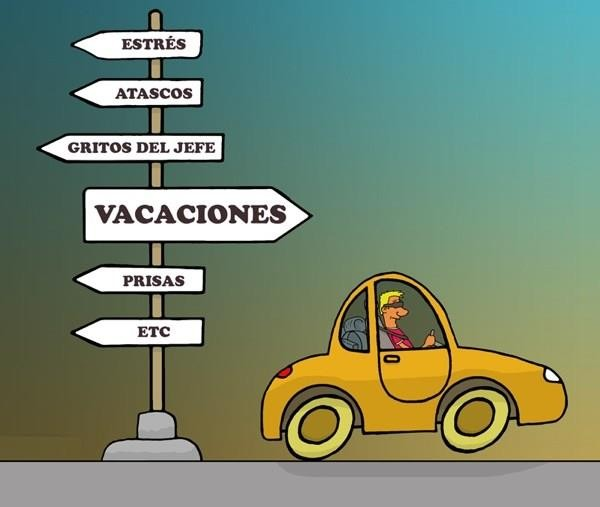 ESTRÉS
ATASCOS
GRITOS DEL JEFE
VACACIONES
PRISAS
ETC